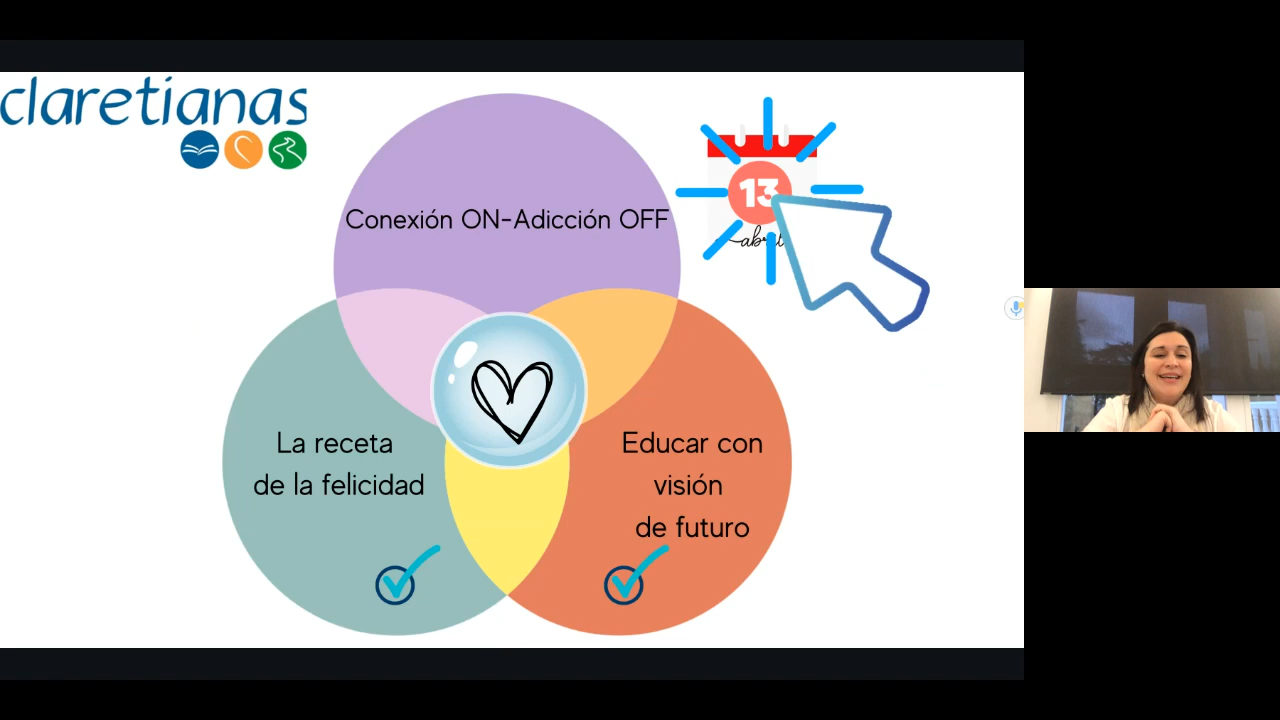 claretianas
Conexión ON-Adicción OFF
13
La receta
de la felicidad
Educar con
visión
de futuro